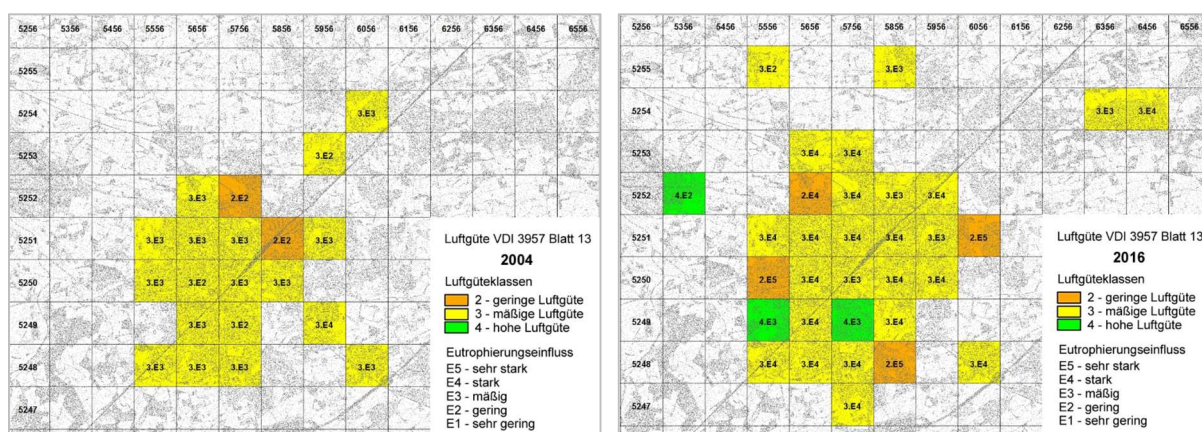 5256 5356 6456 5556 5656 5756 5856 5956 6056 6156 6256 6356 6456 6556
5255
5254 3.E3
5253 3.E2
5252 3.E3 2.E2
5251 3.E3 3.E3 3.E3 2.E2 3.E3
5250 3.E3 3.E2 3.E3 3.E3
5249 3.E3 3.E2 3.E4
5248 3.E3 3.E3 3.E3 3.E3
5247
Luftgüte VDI 3957 Blatt 13
2004
Luftgüteklassen
2 - geringe Luftgüte
3 - mäßige Luftgüte
4 - hohe Luftgüte
Eutrophierungseinfluss
E5 - sehr stark
E4 - stark
E3 - mäßig
E2 - gering
E1 - sehr gering
5256 5356 6456 5556 5656 5756 5856 5956 6056 6156 6256 6356 6456 6556
5255 3.E2 3.E3
5254 3.E3 3.E4
5253 3.E4 3.E4
5252 4.E2 2.E4 3.E4 3.E3 3.E4
5251 3.E4 3.E4 3.E4 3.E4 3.E3 2.E5
5250 2.E5 3.E4 3.E3 3.E4 3.E4
5249 4.E3 3.E4 4.E3 3.E4
5248 3.E4 3.E4 3.E4 2.E5 3.E4
5247 3.E4
Luftgüte VDI 3957 Blatt 13
2016
Luftgüteklassen
2 - geringe Luftgüte
3 - mäßige Luftgüte
4 - hohe Luftgüte
Eutrophierungseinfluss
E5 - sehr stark
E4 - stark
E3 - mäßig
E2 - gering
E1 - sehr gering